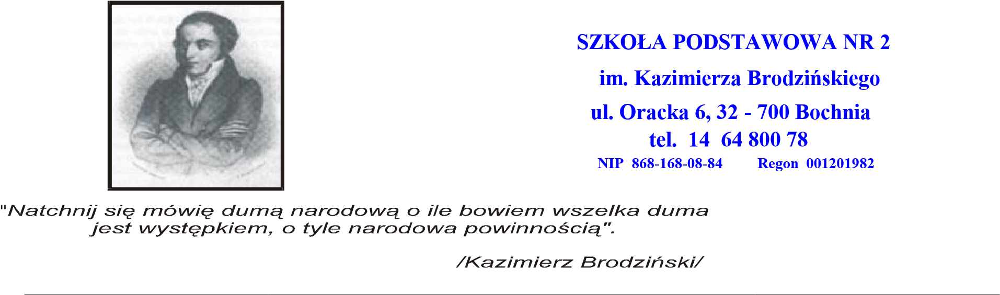 SZKOŁA PODSTAWOWA NR 2
im. Kazimierza Brodzińskiego
ul. Oracka 6, 32 - 700 Bochnia
tel. 14 64 800 78
NIP 868-168-08-84 Regon 001201982
"Natchnij się mówię dumą narodową o ile bowiem wszelka duma
jest występkiem, o tyle narodowa powinnością".
/Kazimierz Brodziński/